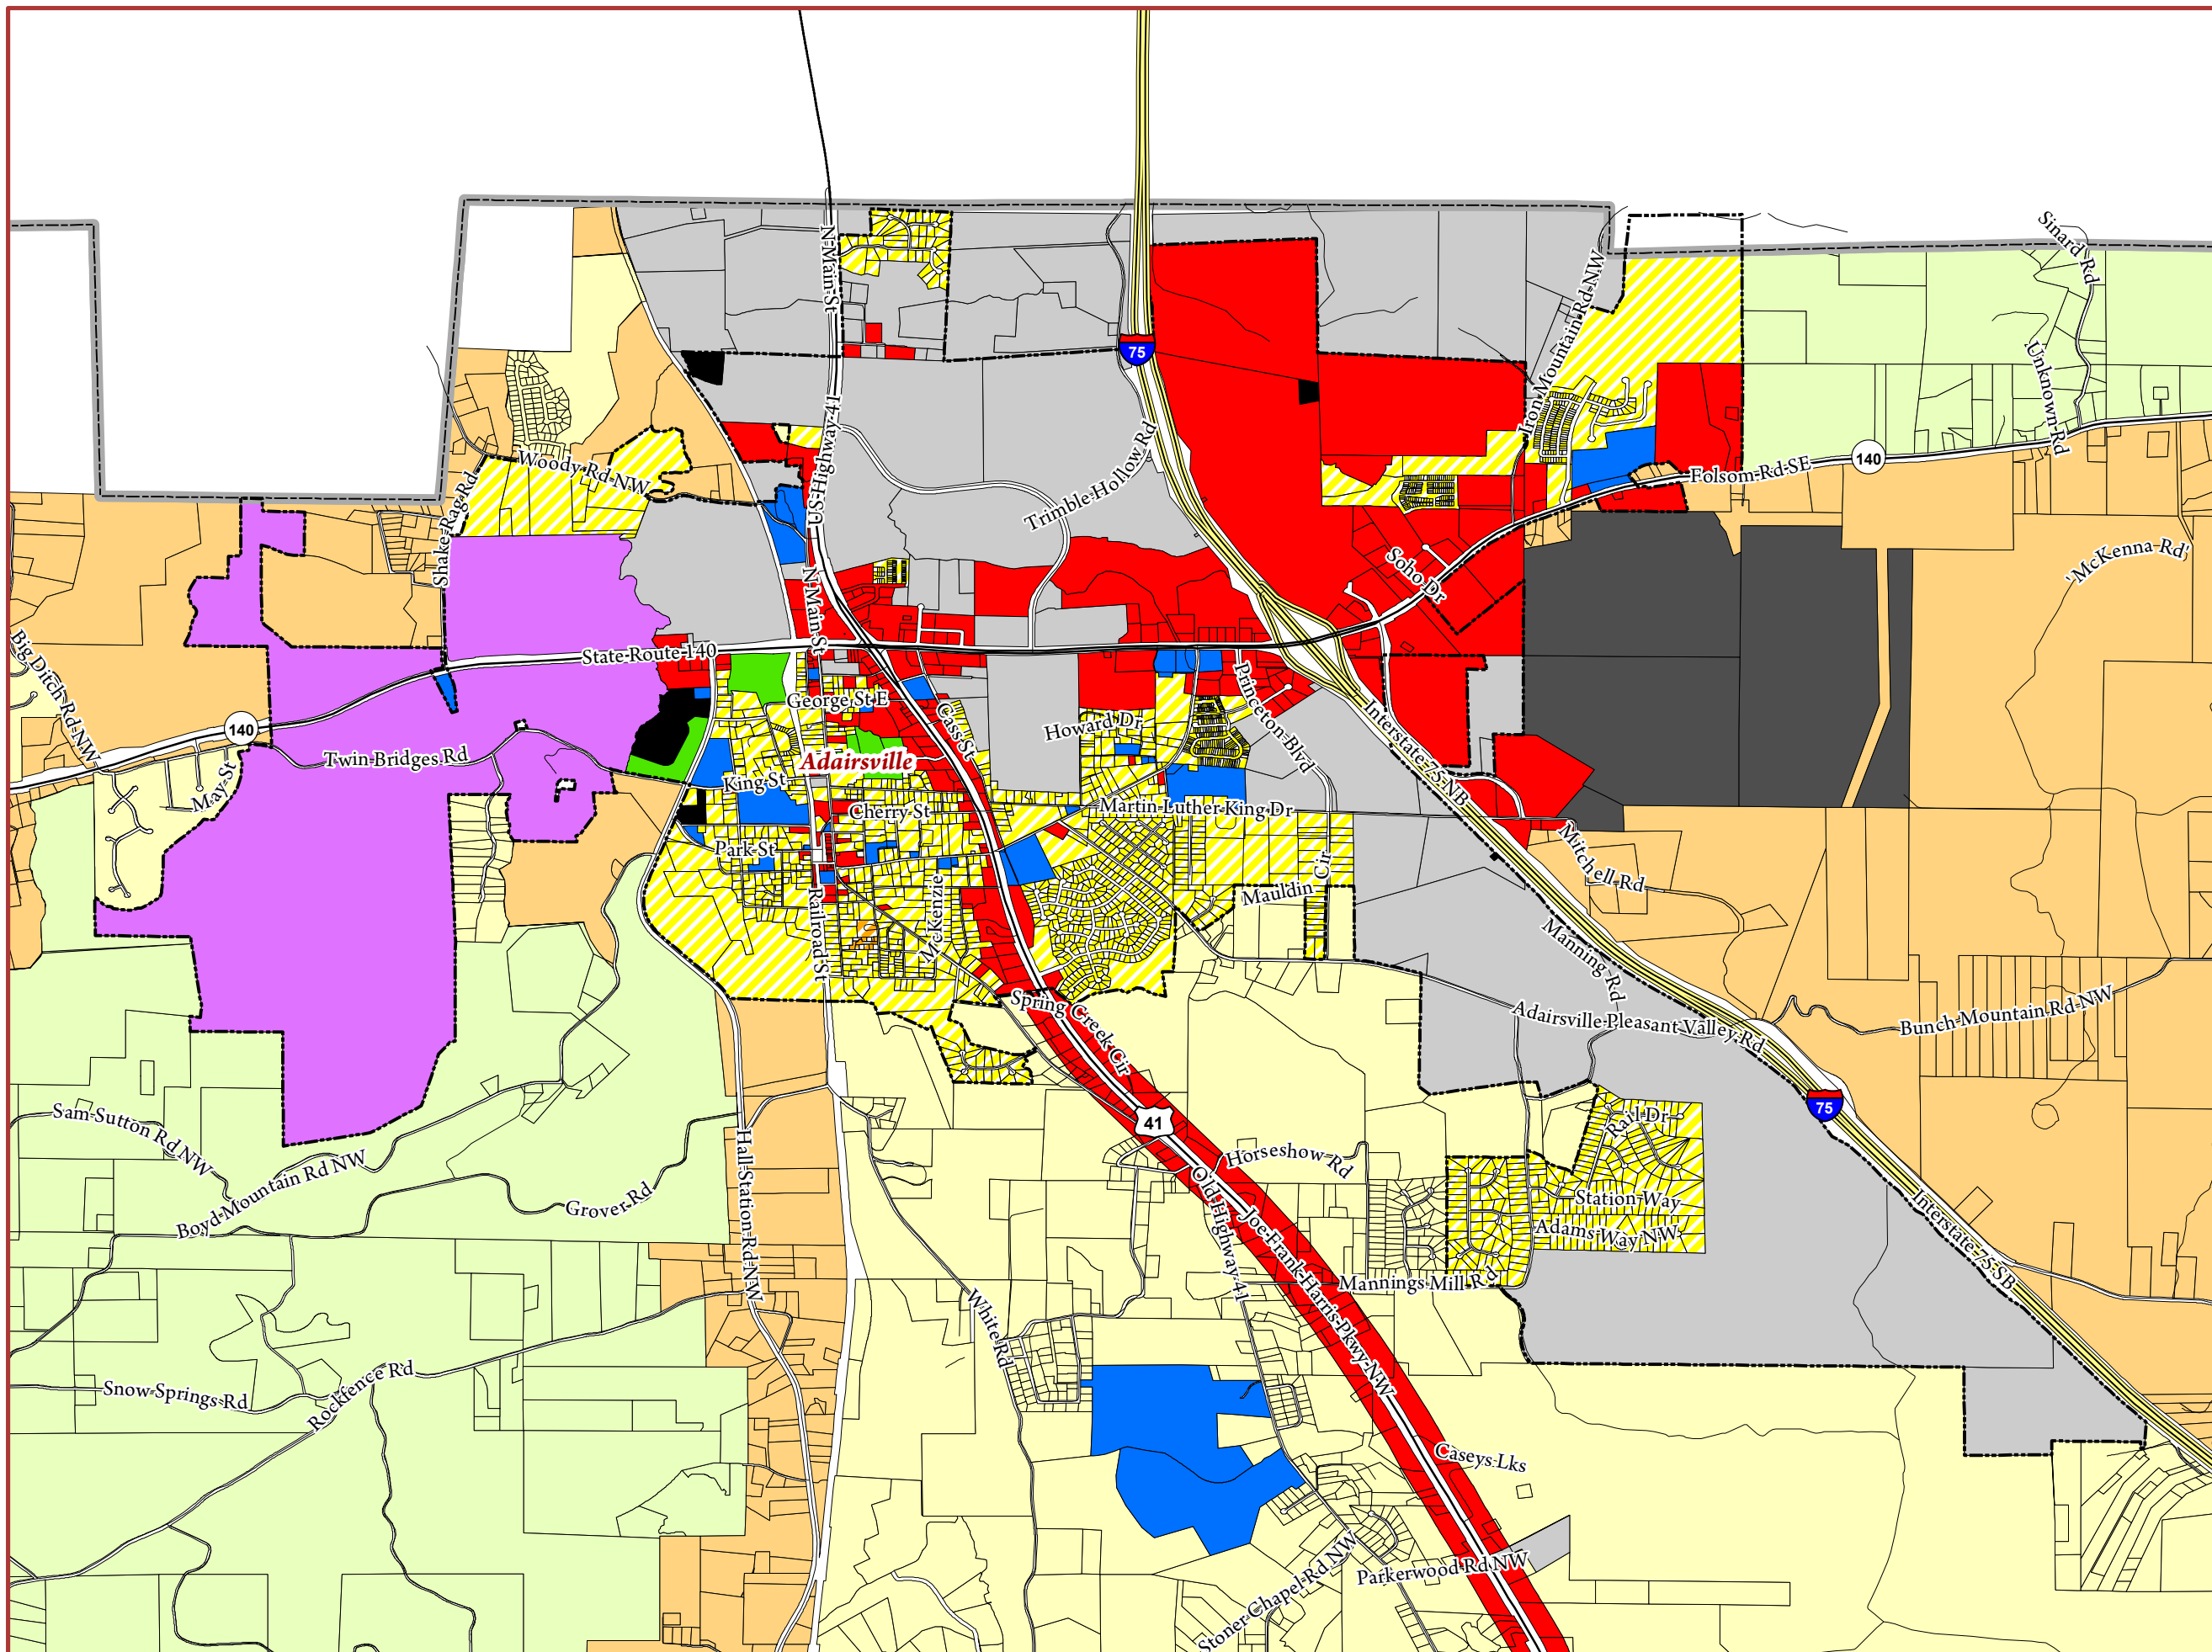 Sinard Rd
N Main St
75
Iron Mountain Rd NW
Unknown Rd
US Highway 41
Woody Rd NW
Trimble Hollow Rd
140
Folsom Rd SE
Shake Rag Rd
'McKenna Rd'
Soho Dr
N Main St
Big Ditch Rd NW
State Route 140
George St E
Princeton Blvd
Cass St
Howard Dr
140
Interstate 75 NB
Twin Bridges Rd
Adairsville
King St
May St
Cherry St
Martin Luther King Dr
Park St
Mitchell Rd
Mauldin Cir
McKenzie
Railroad St
Manning Rd
Spring Creek Cir
Adairsville Pleasant Valley Rd
Bunch Mountain Rd NW
75
Sam Sutton Rd NW
41
Rail Dr
Hall Station Rd NW
Boyd Mountain Rd NW
Horseshow Rd
Grover Rd
Old Highway 41
Station Way
Interstate 75 SB
Adams Way NW
Joe Frank Harris Pkwy NW
Mannings Mill Rd
White Rd
Snow Springs Rd
Rockfence Rd
Caseys Lks
Stoner Chapel Rd NW
Parkerwood Rd NW